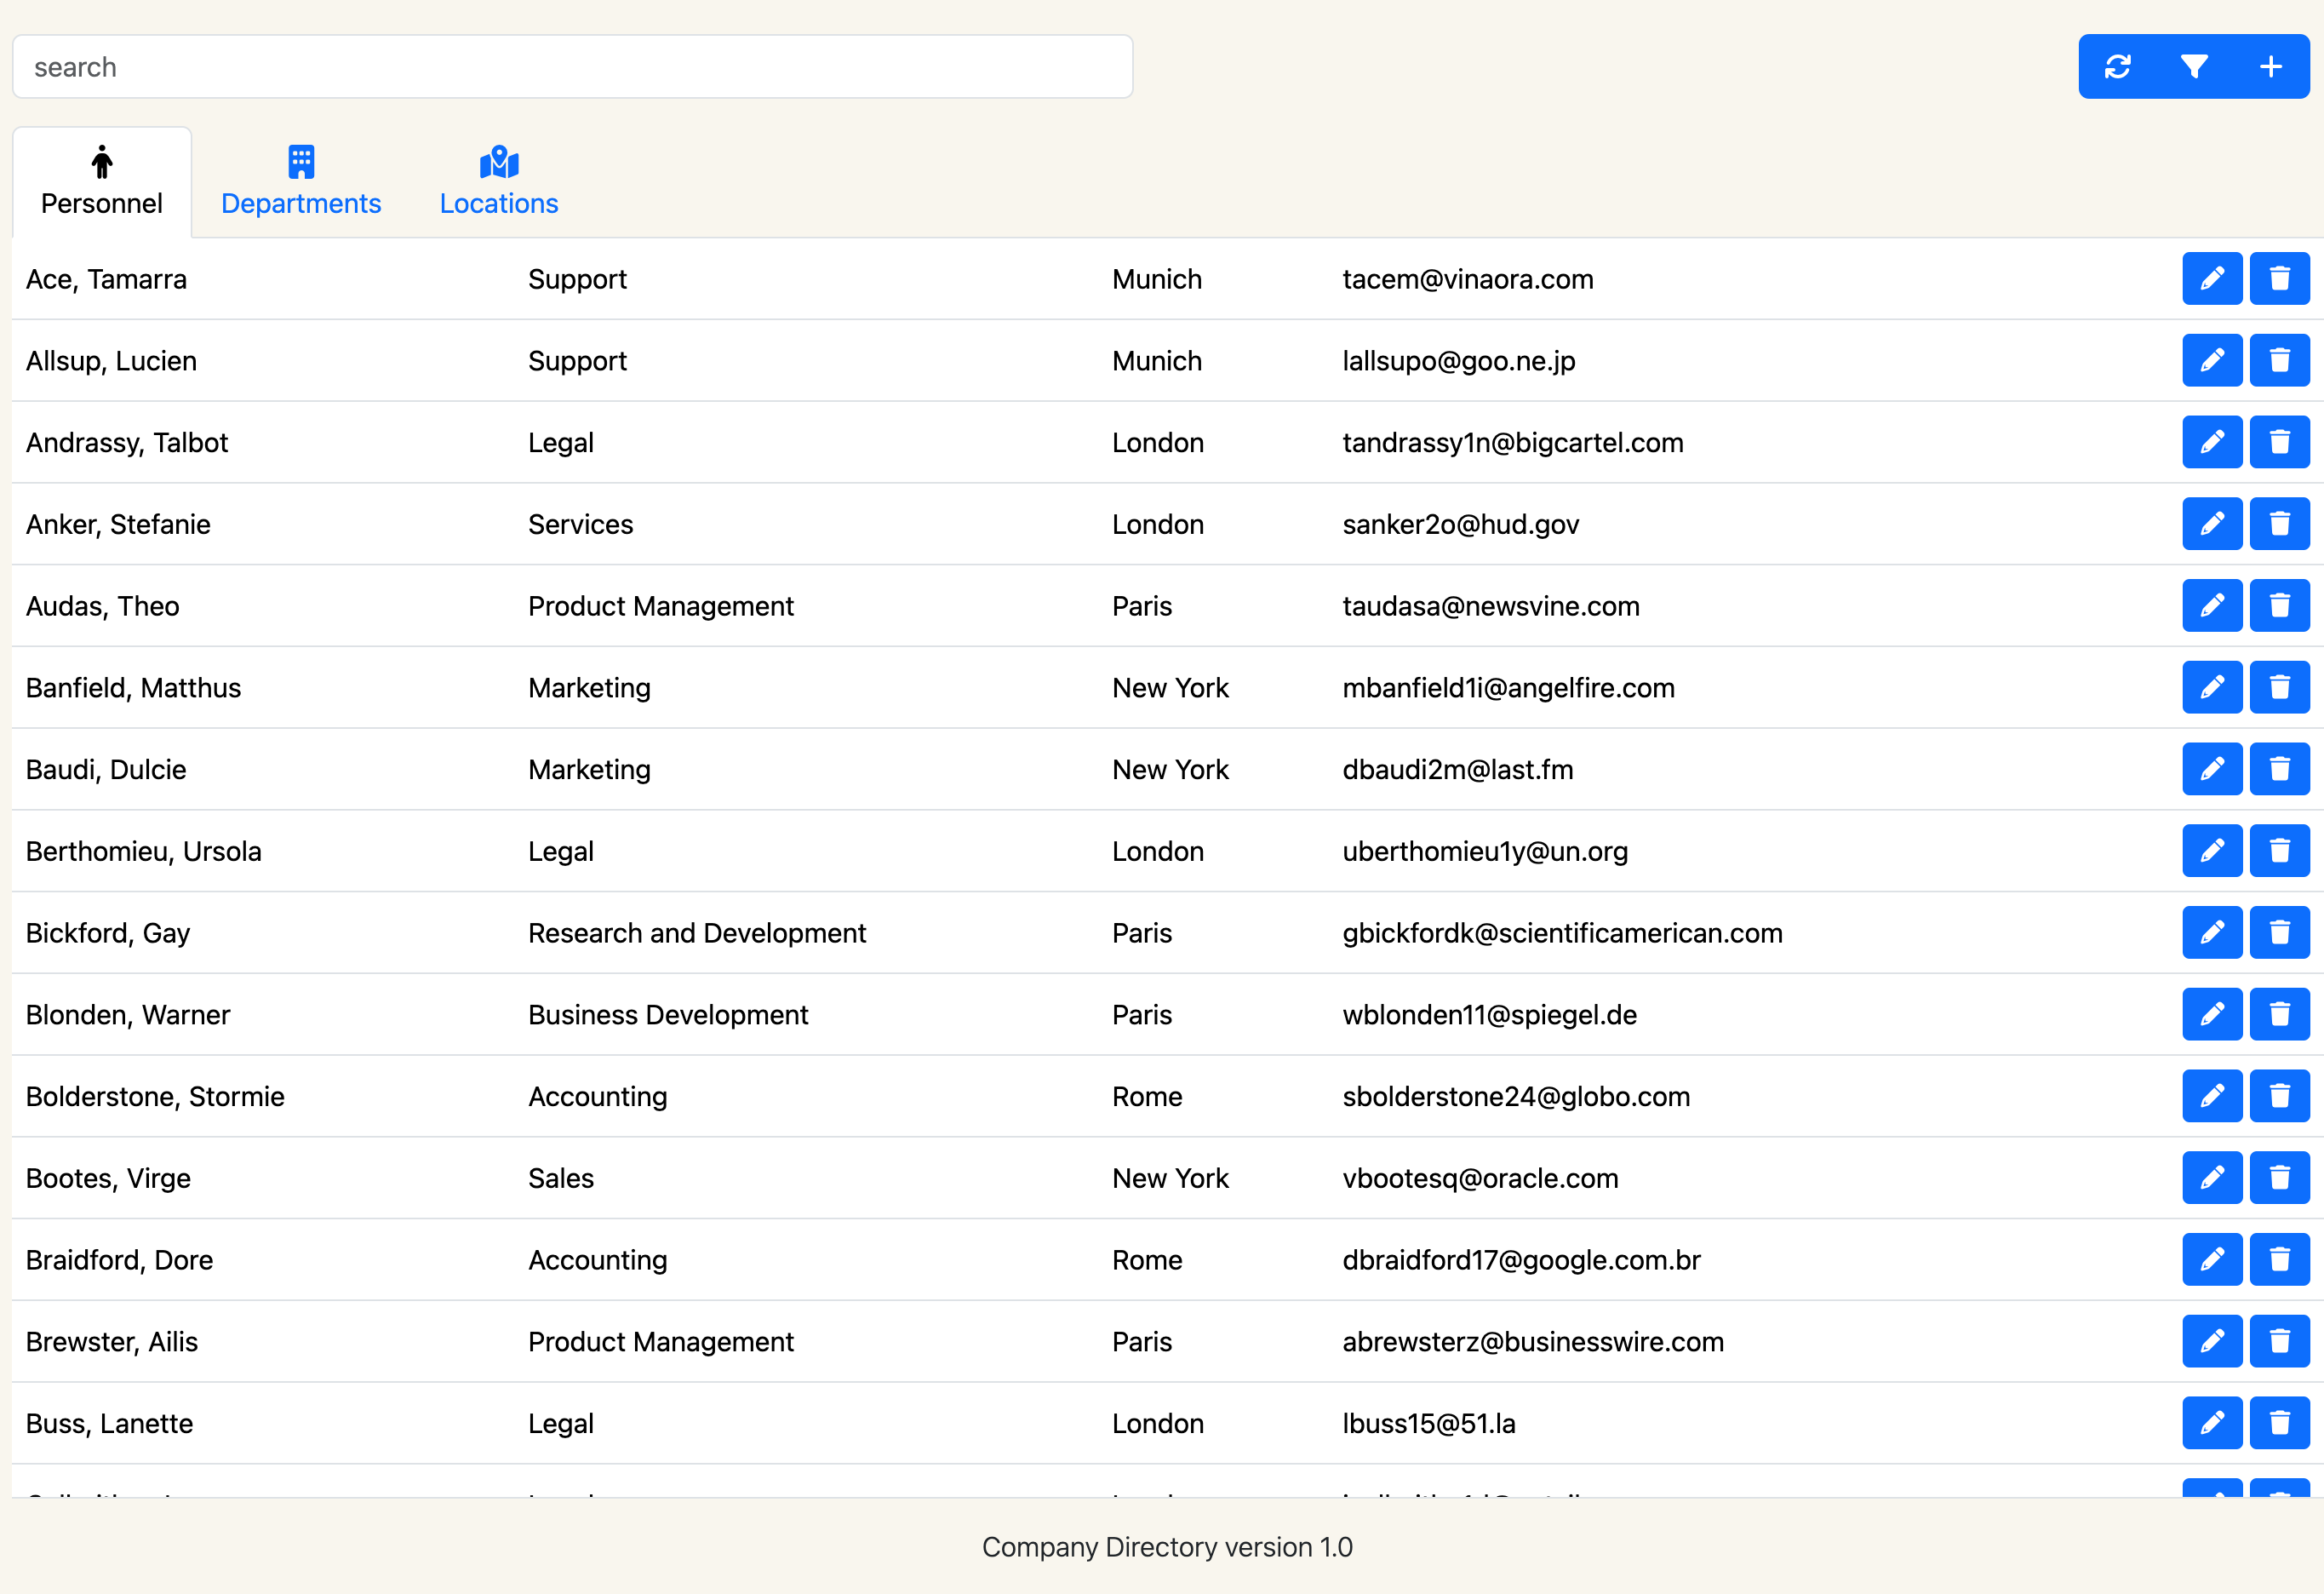 search
Personnel Departments Locations
Ace, Tamarra Support Munich tacem@vinaora.com
Allsup, Lucien Support Munich lallsupo@goo.ne.jp
Andrassy, Talbot Legal London tandrassy1n@bigcartel.com
Anker, Stefanie Services London sanker2o@hud.gov
Audas, Theo Product Management Paris taudasa@newsvine.com
Banfield, Matthus Marketing New York mbanfield1i@angelfire.com
Baudi, Dulcie Marketing New York dbaudi2m@last.fm
Berthomieu, Ursola Legal London uberthomieu1y@un.org
Bickford, Gay Research and Development Paris gbickfordk@scientificamerican.com
Blonden, Warner Business Development Paris wblonden11@spiegel.de
Bolderstone, Stormie Accounting Rome sbolderstone24@globo.com
Bootes, Virge Sales New York vbootesq@oracle.com
Braidford, Dore Accounting Rome dbraidford17@google.com.br
Brewster, Ailis Product Management Paris abrewsterz@businesswire.com
Buss, Lanette Legal London lbuss15@51.la
Company Directory version 1.0